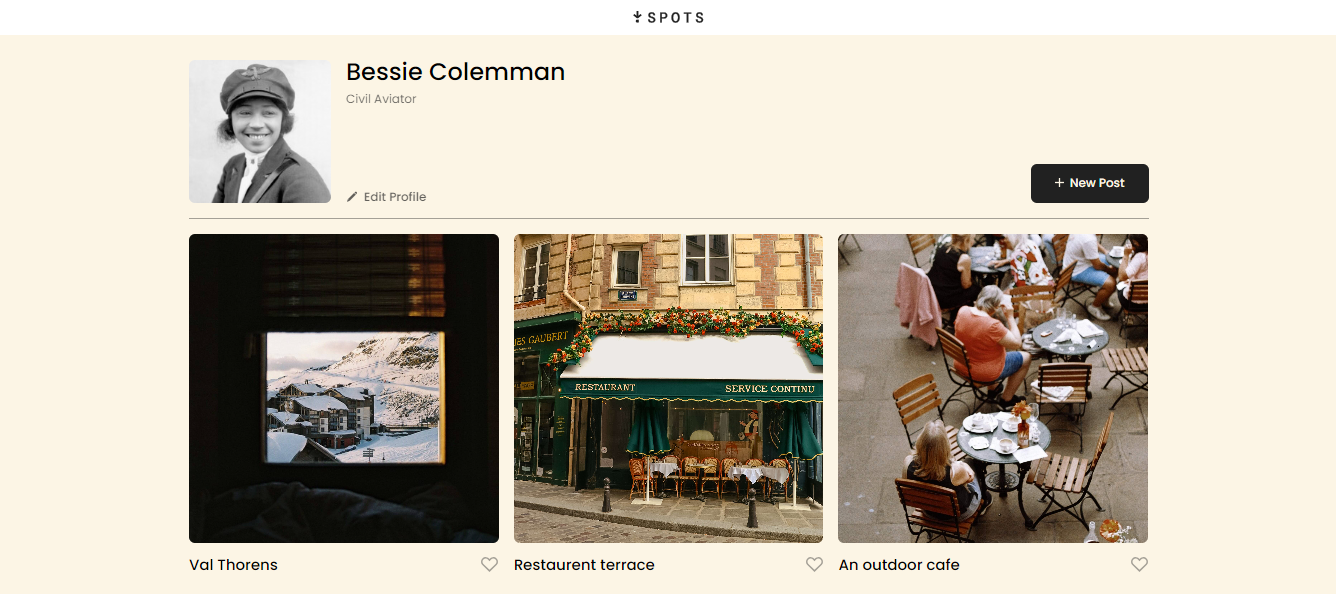 SPOTS
Bessie Colemman
Civil Aviator
Edit Profile
+ New Post
GAUBERT
RESTAURANT
SERVICE CONTINU
Val Thorens
Restaurent terrace
An outdoor cafe